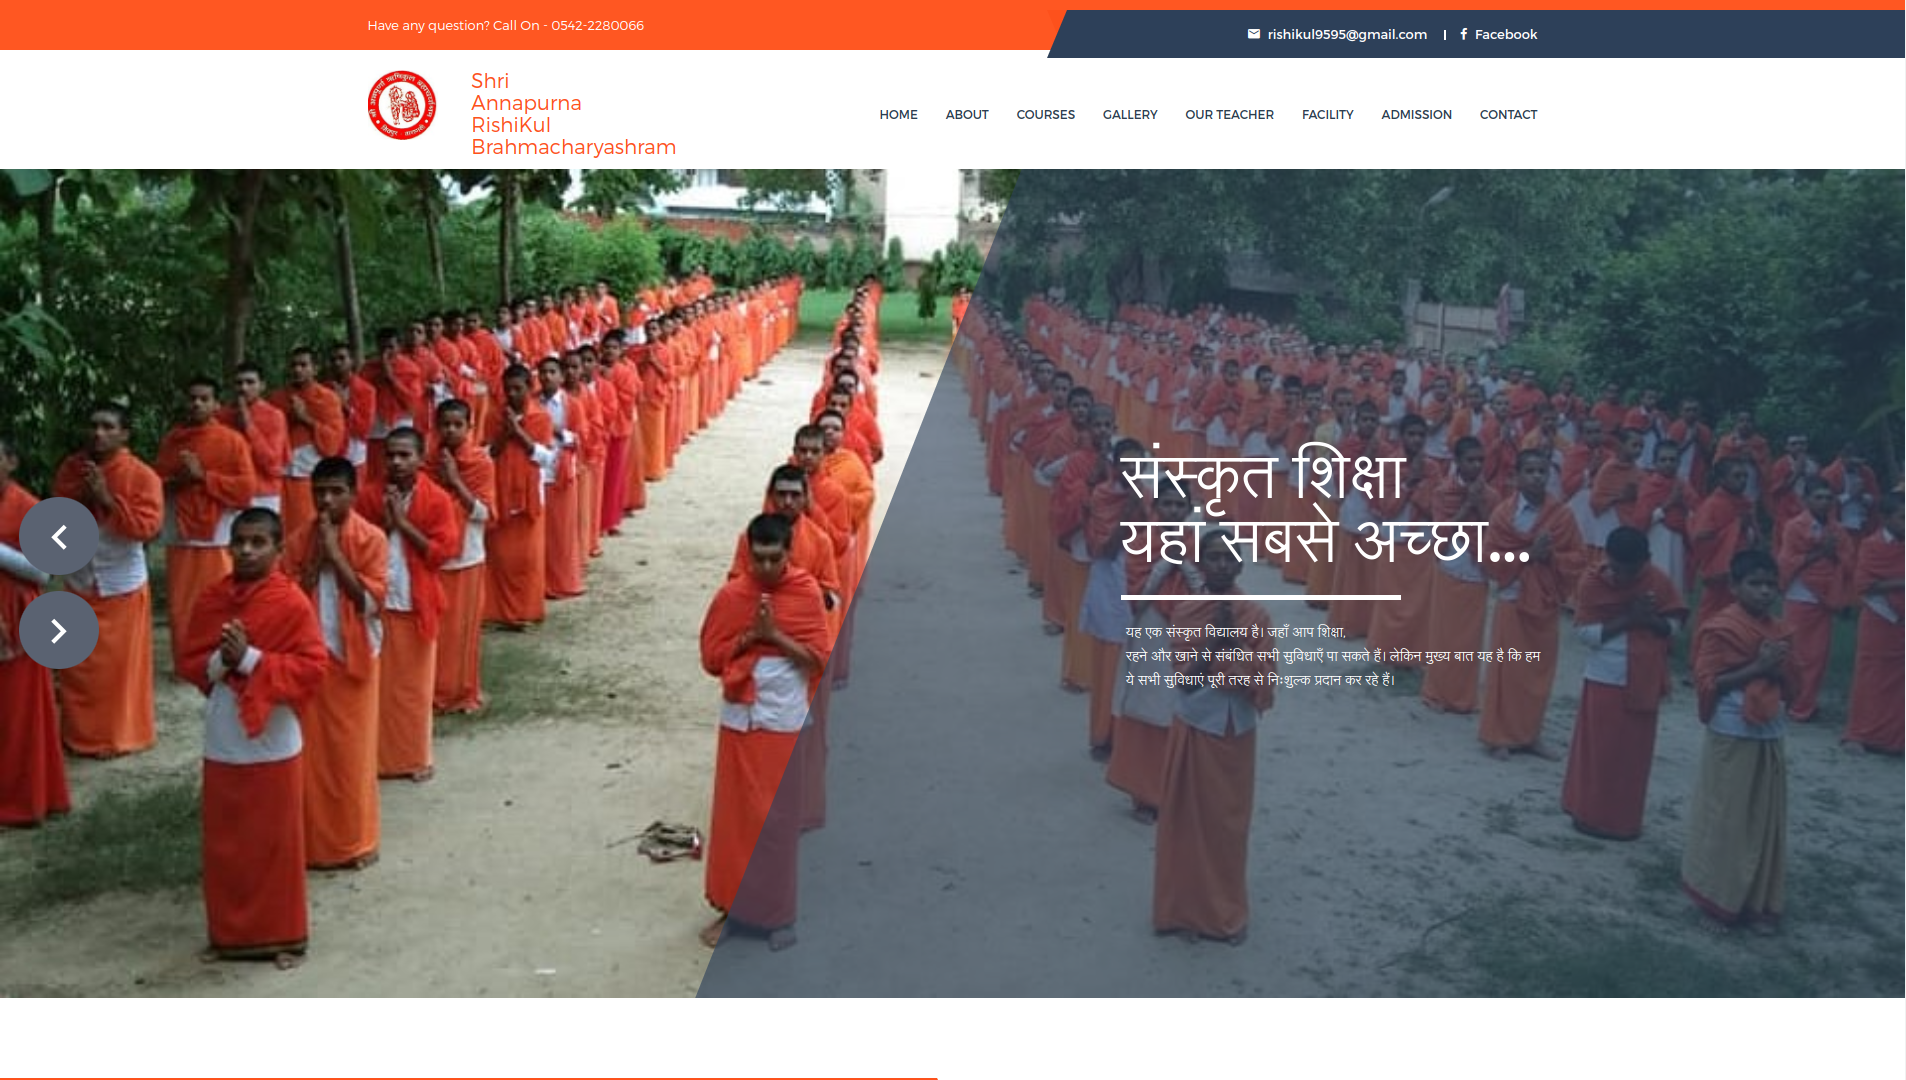 Have any question? Call On - 0542-2280066
rishikul9595@gmail.com | Facebook
Shri
Annapurna
RishiKul
Brahmacharyashram
HOME ABOUT COURSES GALLERY OUR TEACHER FACILITY ADMISSION CONTACT
संस्कृत शिक्षा
यहां सबसे अच्छा...
यह एक संस्कृत विद्यालय है। जहाँ आप शिक्षा,
रहने और खाने से संबंधित सभी सुविधाएँ पा सकते हैं। लेकिन मुख्य बात यह है कि हम
ये सभी सुविधाएं पूरी तरह से निःशुल्क प्रदान कर रहे हैं।